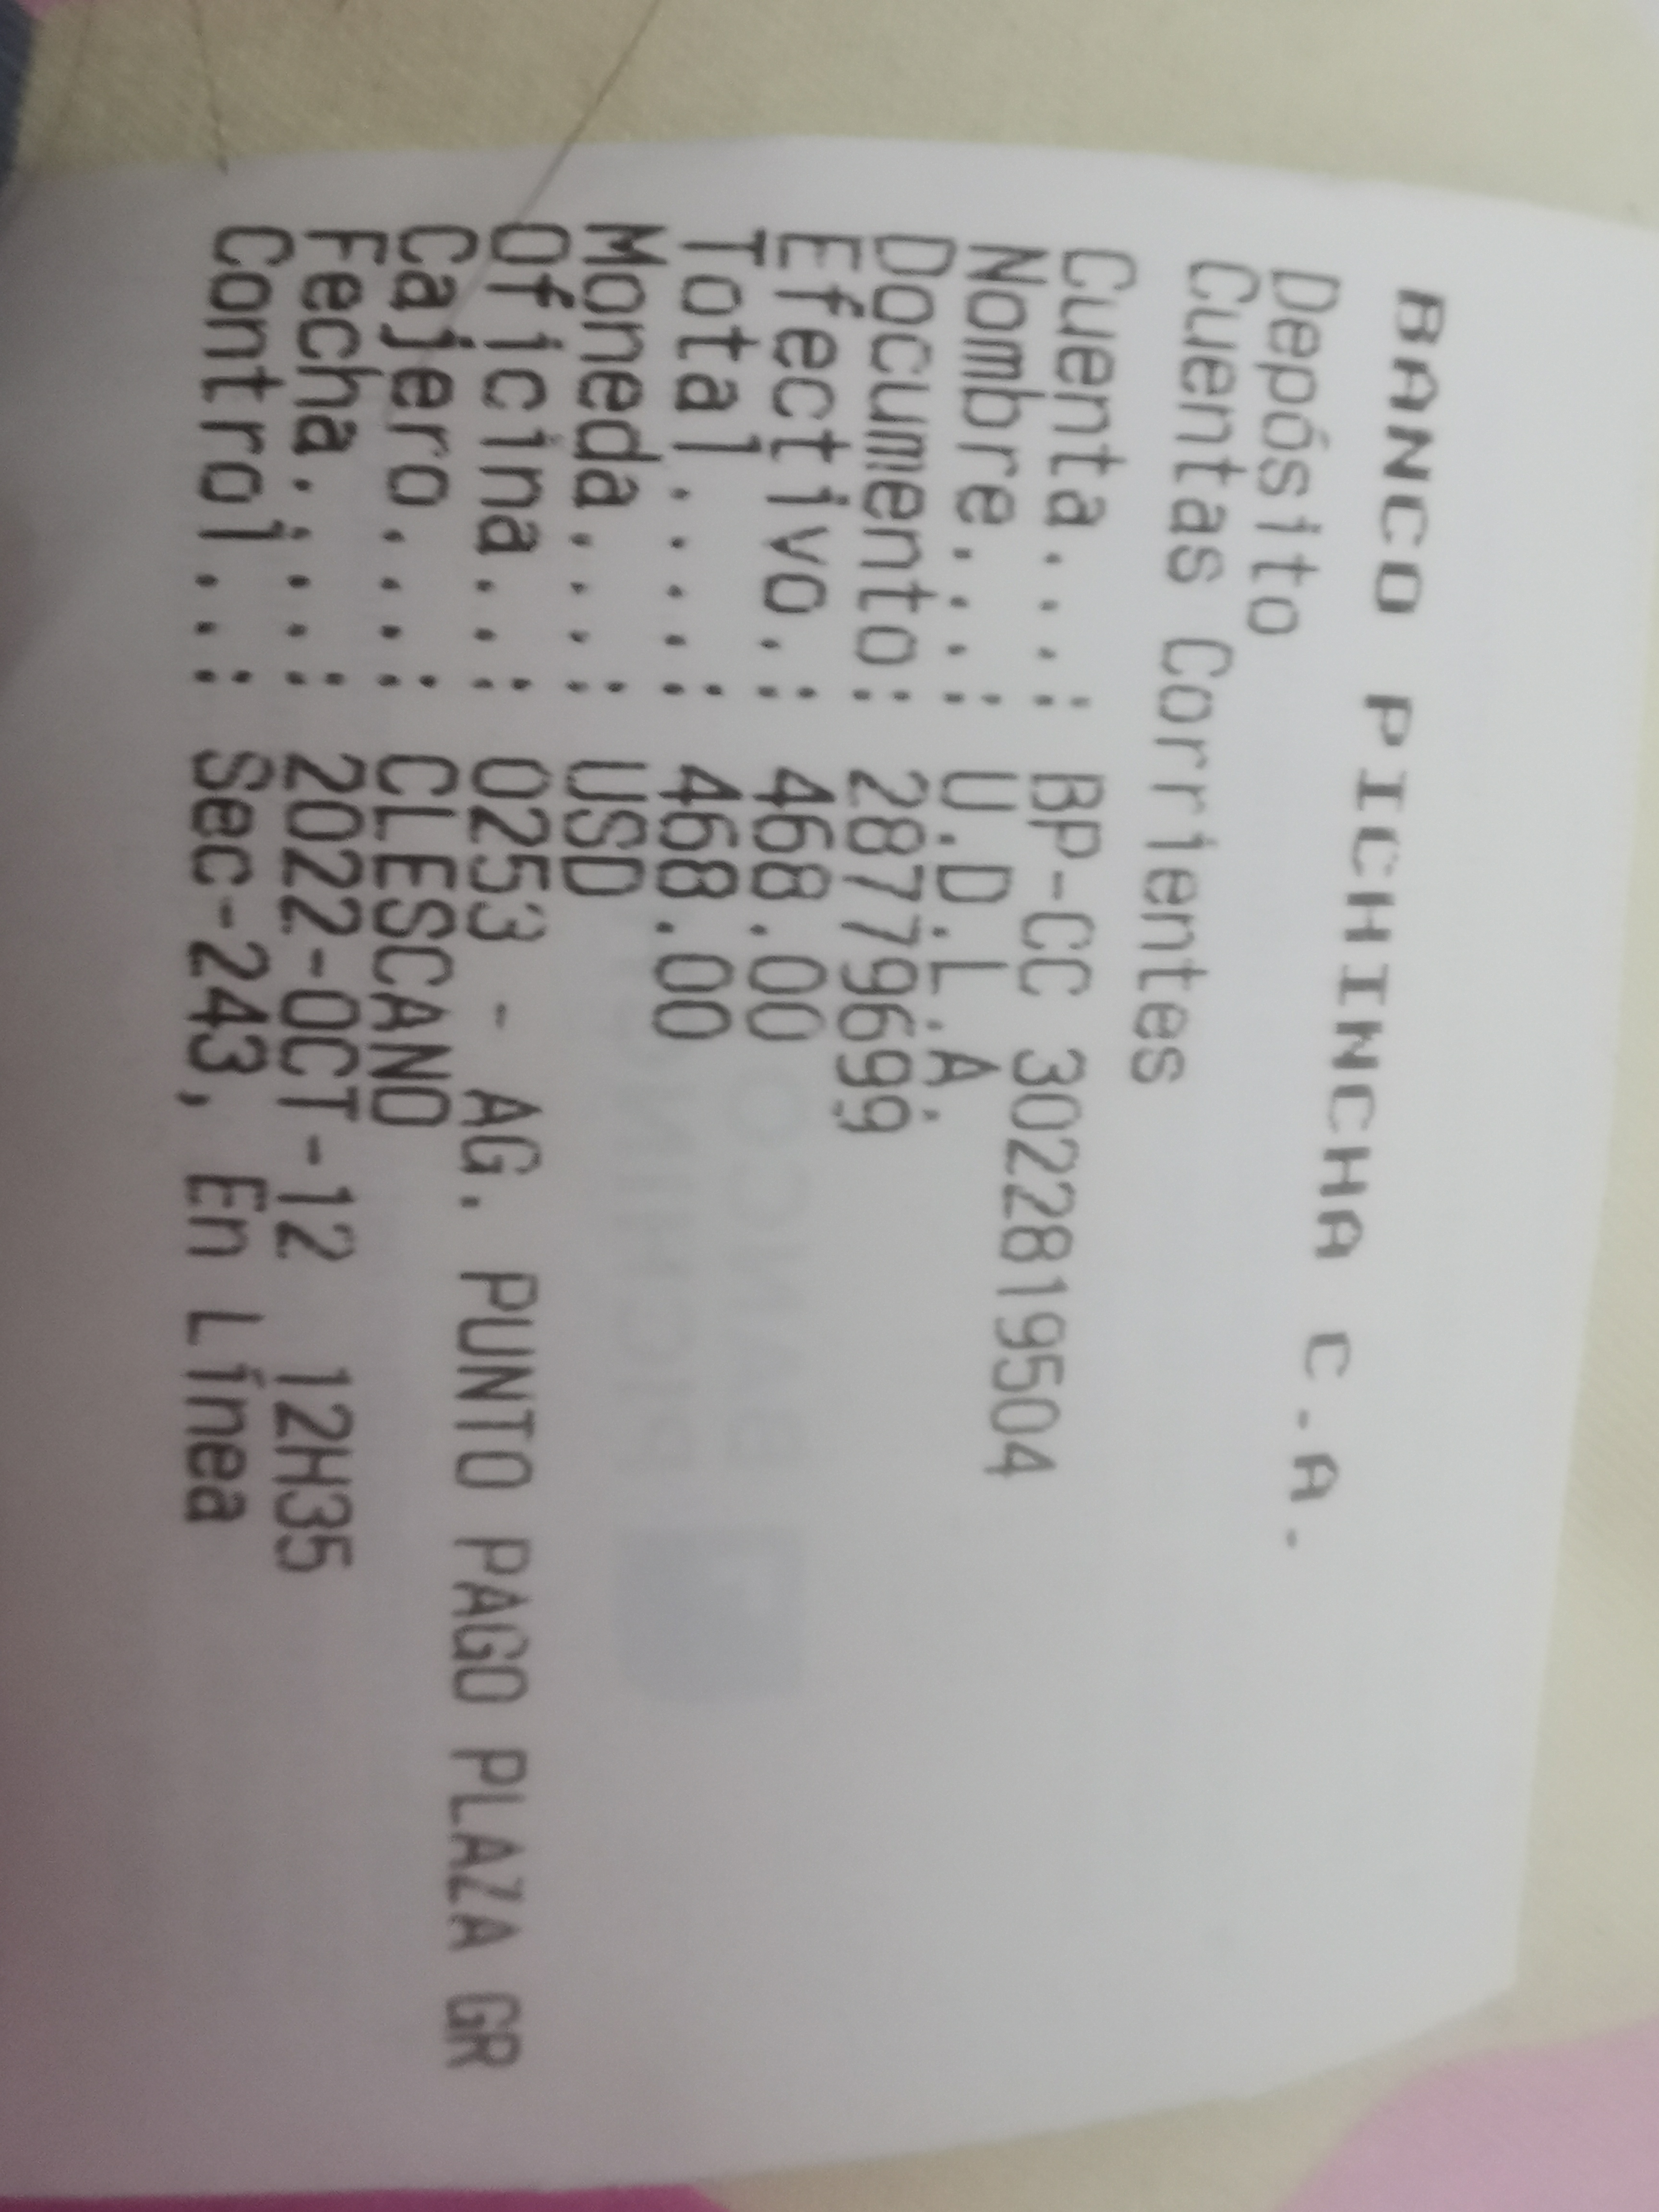 BANCO PICHINCHA C.A.
Depósito
Cuentas Corrientes
Cuenta....: BP-CC 3022819504
Nombre....: U.D.L.A.
Documento: 287779699
Efectivo.: 468.00
Total.....: 468.00
Moneda....: USD
Oficina...: 0253 - AG. PUNTO PAGO PLAZA GR
Cajero....: CLESCANO
Fecha.....: 2022-OCT-12 12H35
Control...: Sec-243, En Línea